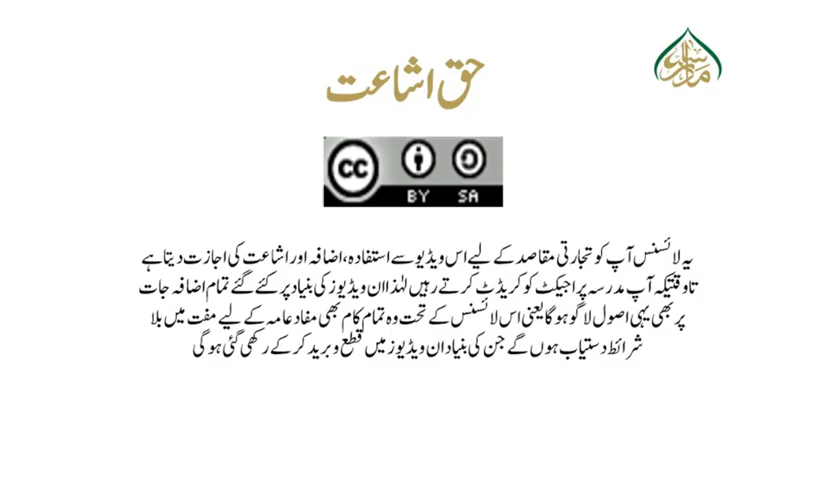 حق اشاعت
مدارس
cc
BY SA
یہ لائسنس آپ کو تجارتی مقاصد کے لیے اس ویڈیو سے استفادہ، اضافہ اور اشاعت کی اجازت دیتا ہے
تاوقتیکہ آپ مدرسہ پراجیکٹ کو کریڈٹ کرتے رہیں لہٰذا ان ویڈیوز کی بنیاد پر کئے گئے تمام اضافہ جات
پر بھی یہی اصول لاگو ہوگا یعنی اس لائسنس کے تحت وہ تمام کام بھی مفاد عامہ کے لیے مفت میں بلا
شرائط دستیاب ہوں گے جن کی بنیاد ان ویڈیوز میں قطع و برید کر کے رکھی گئی ہوگی